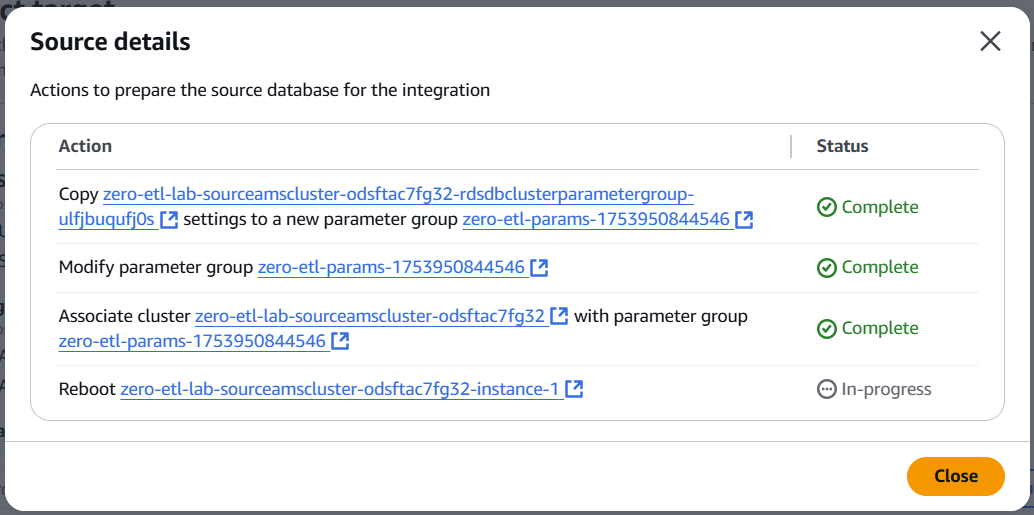 Source details
Actions to prepare the source database for the integration
Action
Status
Copy zero-etl-lab-sourceamscluster-odsftac7fg32-rdsdbclusterparametergroup-
ulfjbuqufj0s settings to a new parameter group zero-etl-params-1753950844546
Complete
Modify parameter group zero-etl-params-1753950844546
Complete
Associate cluster zero-etl-lab-sourceamscluster-odsftac7fg32 with parameter group
zero-etl-params-1753950844546
Complete
Reboot zero-etl-lab-sourceamscluster-odsftac7fg32-instance-1
In-progress
Close